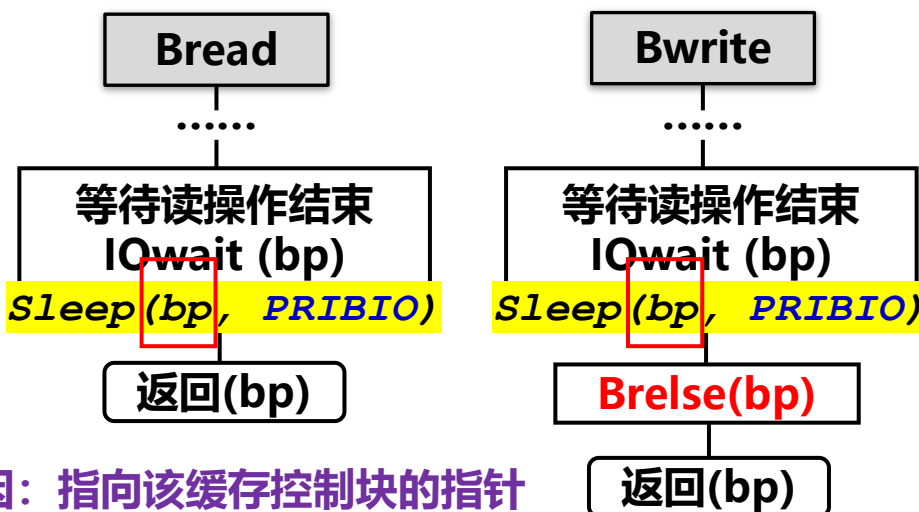 Bread
......
等待读操作结束
IOwait (bp)
Sleep(bp, PRIBIO)
返回(bp)
Bwrite
......
等待读操作结束
IOwait (bp)
Sleep(bp, PRIBIO)
Brelse(bp)
返回(bp)
因：指向该缓存控制块的指针